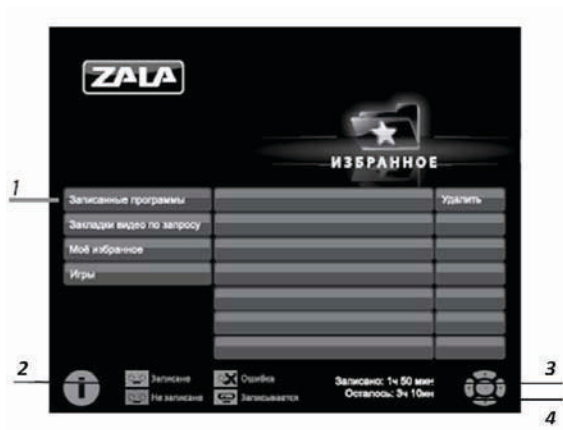 ZALA
ИЗБРАННОЕ
1
Записанные программы
Удалить
Закладки видео по запросу
Моё избранное
Игры
2
Записано
Ошибка
Записано: 1ч 50 мин
3
Не записано
Записывается
Осталось: 3ч 10мин
4